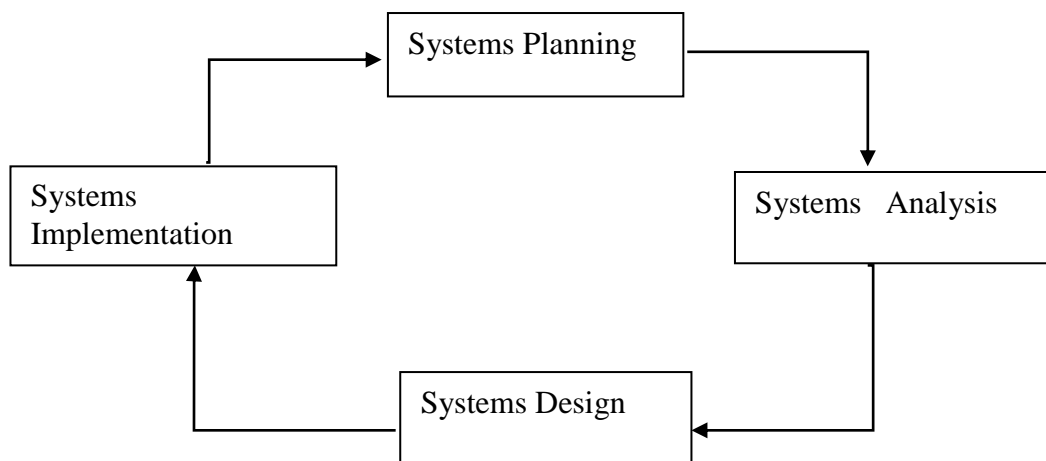 Systems Planning
Systems Analysis
Systems
Implementation
Systems Design